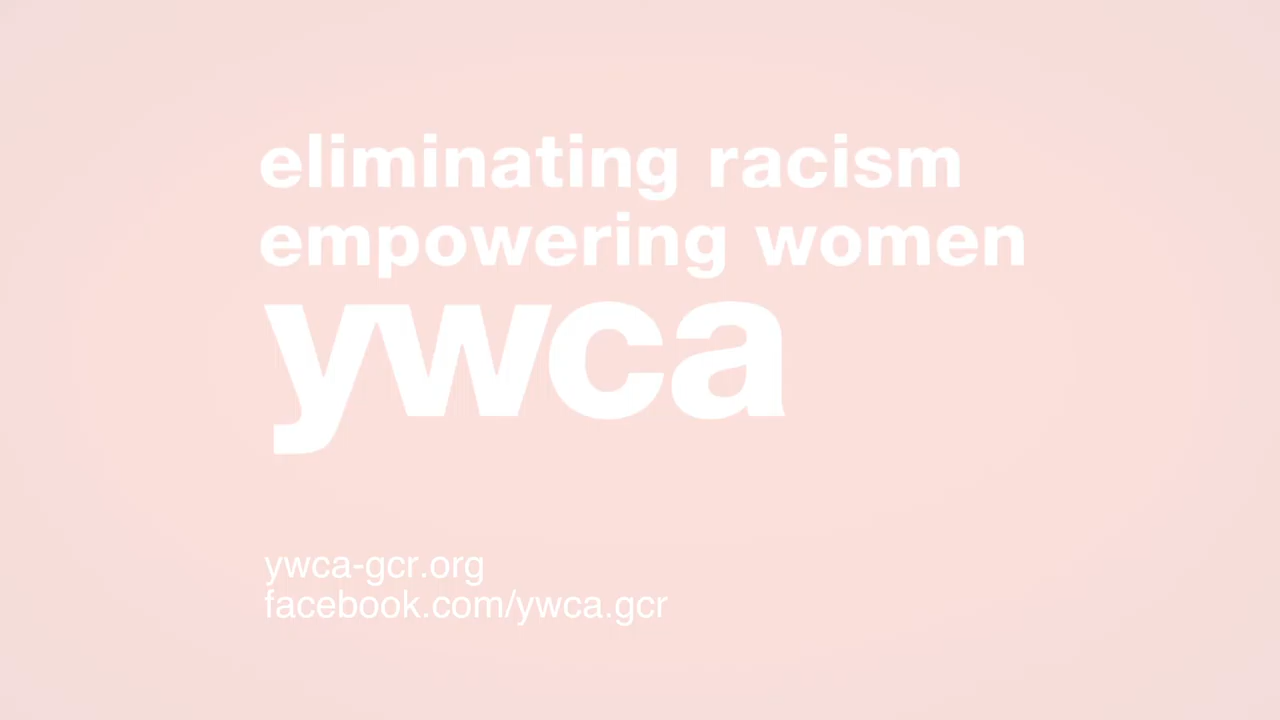 eliminating racism
empowering women
ywca
ywca-gcr.org
facebook.com/ywca.gcr